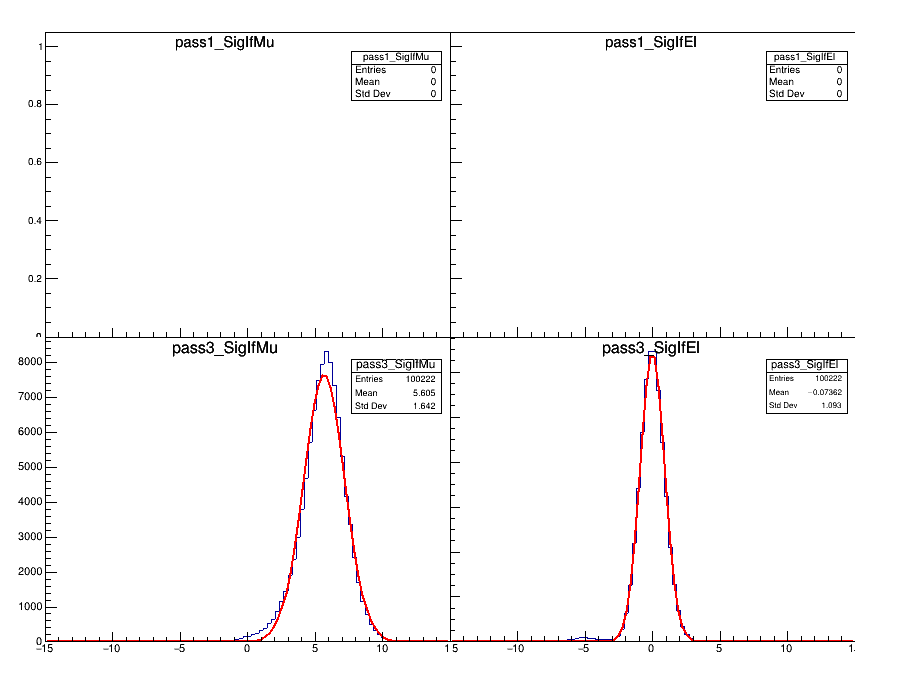 pass1_SigIfMu
pass1_SigIfMu
Entries 0
Mean 0
Std Dev 0
1
0.8
0.6
0.4
0.2
pass1_SigIfEl
pass1_SigIfEl
Entries 0
Mean 0
Std Dev 0
pass3_SigIfMu
pass3_SigIfMu
Entries 100222
Mean 5.605
Std Dev 1.642
8000
7000
6000
5000
4000
3000
2000
1000
0
−15 −10 −5 0 5 10
pass3_SigIfEl
pass3_SigIfEl
Entries 100222
Mean −0.07362
Std Dev 1.093
−10 −5 0 5 10